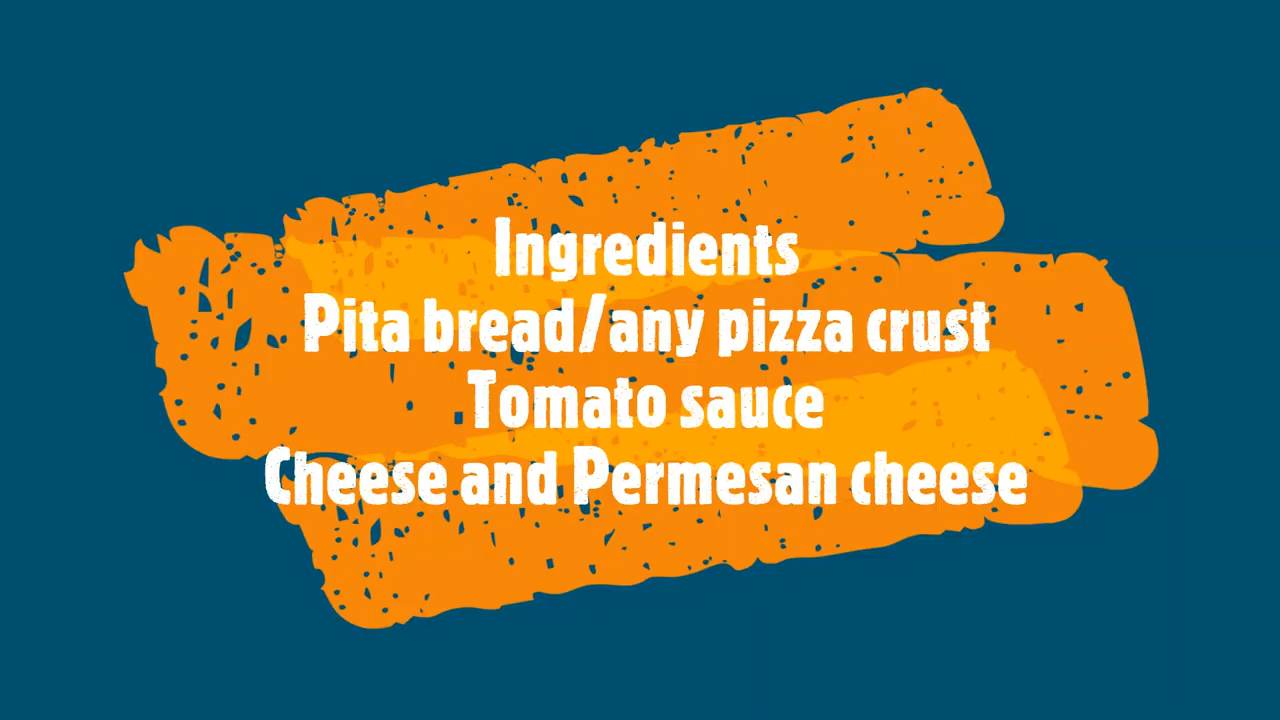 Ingredients
Pita bread/any pizza crust
Tomato sauce
Cheese and Permesan cheese